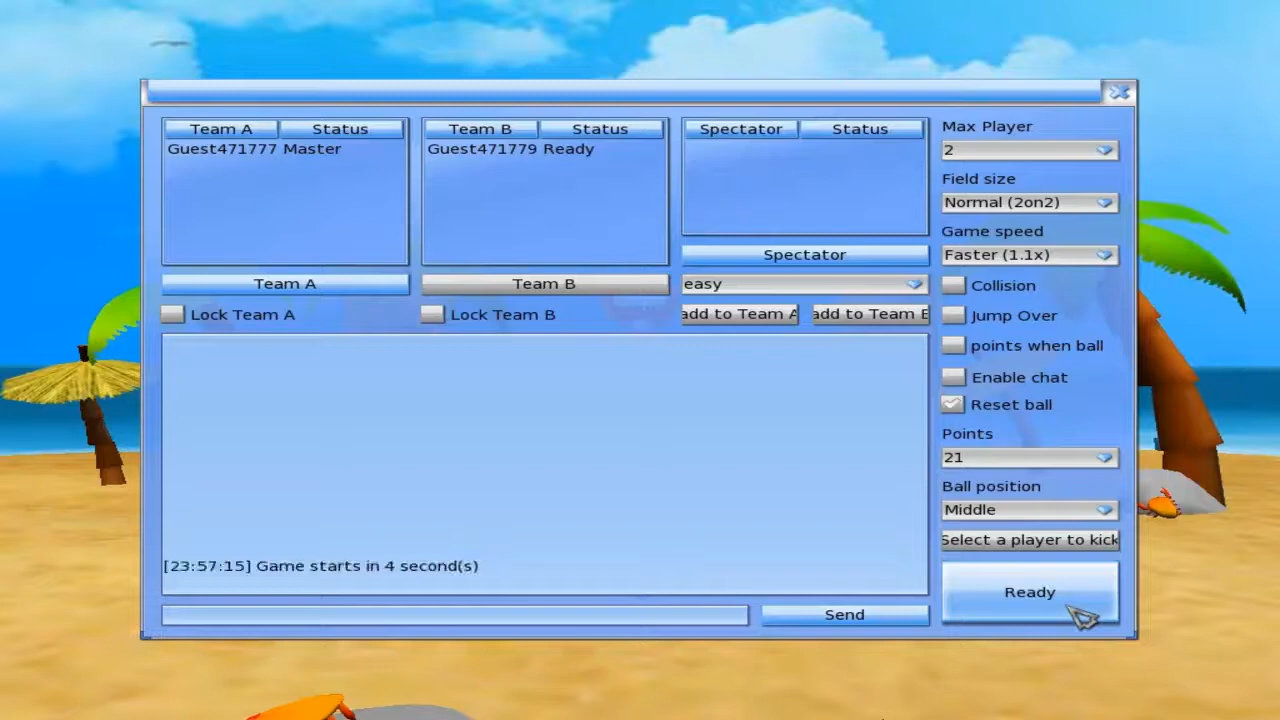 Team A Status
Guest471777 Master
Team B Status
Guest471779 Ready
Spectator Status
Max Player
2
Field size
Normal (2on2)
Game speed
Faster (1.1x)
Spectator
Team A
Team B
easy
Collision
Lock Team A
Lock Team B
add to Team A
add to Team B
Jump Over
points when ball
Enable chat
Reset ball
Points
21
Ball position
Middle
Select a player to kick
[23:57:15] Game starts in 4 second(s)
Ready
Send